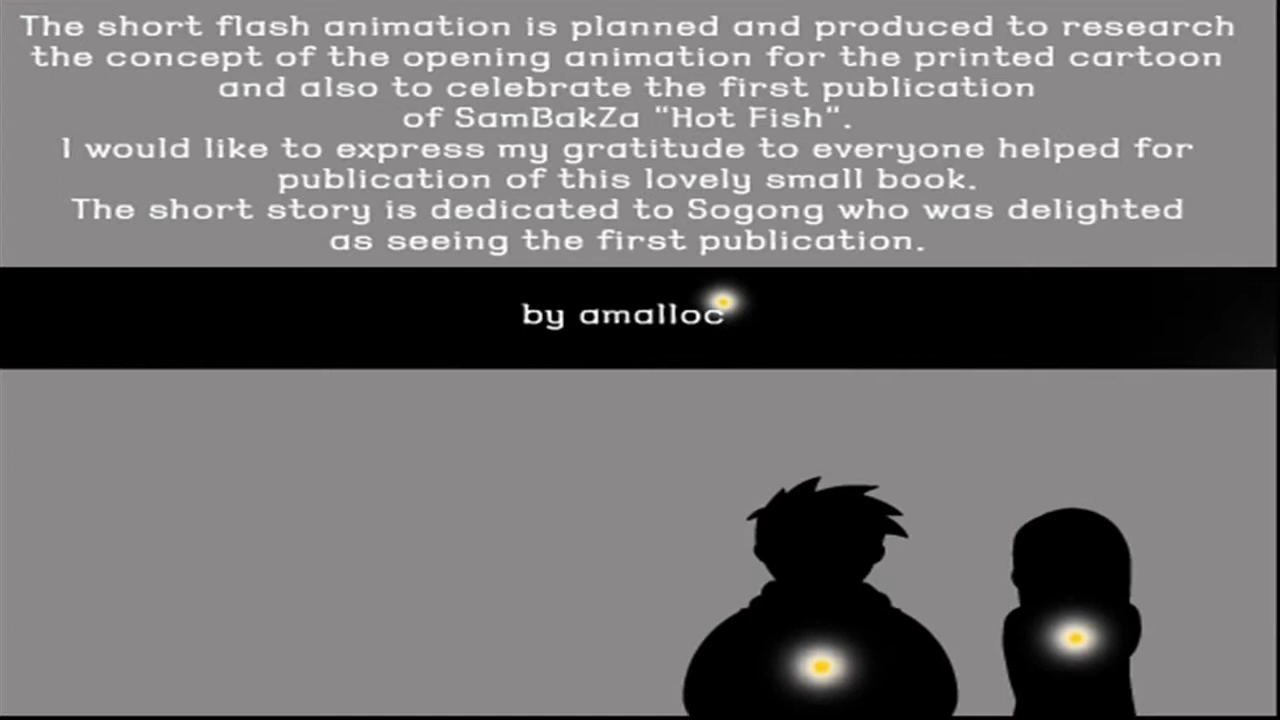 The short flash animation is planned and produced to research
the concept of the opening animation for the printed cartoon
and also to celebrate the first publication
of SamBakZa "Hot Fish".
I would like to express my gratitude to everyone helped for
publication of this lovely small book.
The short story is dedicated to Sogong who was delighted
as seeing the first publication.
by amalloc